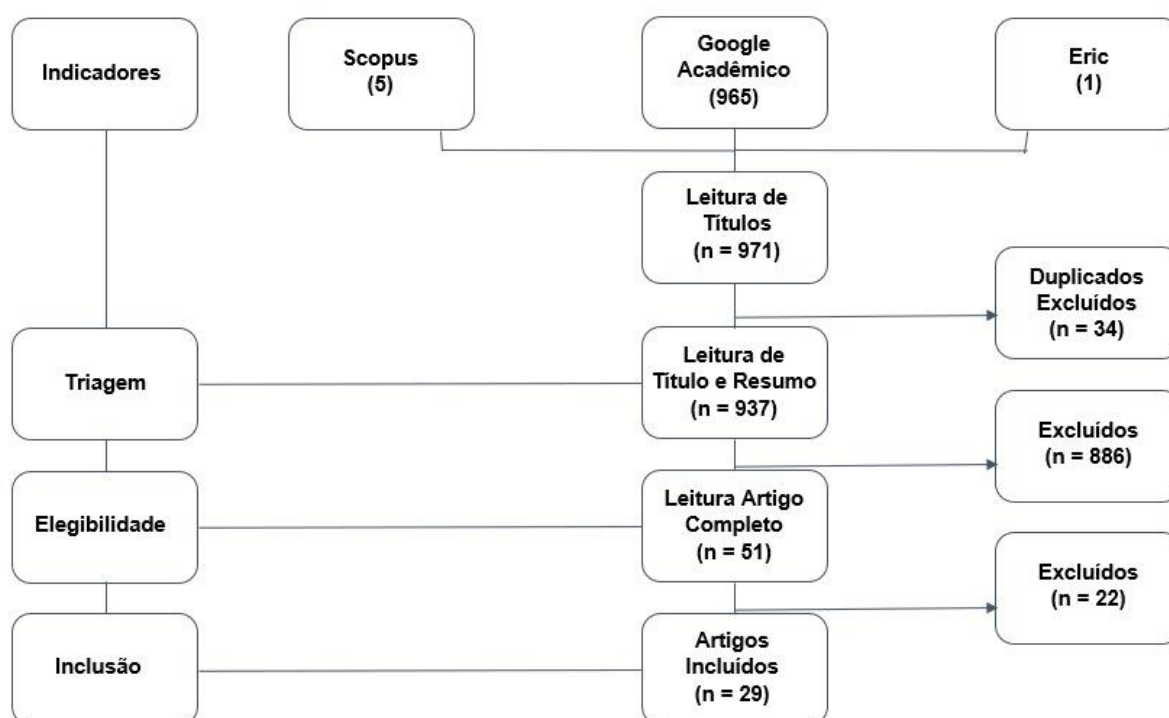 Indicadores
Scopus
(5)
Google
Acadêmico
(965)
Eric
(1)
Leitura de
Títulos
(n = 971)
Duplicados
Excluídos
(n = 34)
Triagem
Leitura de
Título e Resumo
(n = 937)
Excluídos
(n = 886)
Elegibilidade
Leitura Artigo
Completo
(n = 51)
Excluídos
(n = 22)
Inclusão
Artigos
Incluídos
(n = 29)